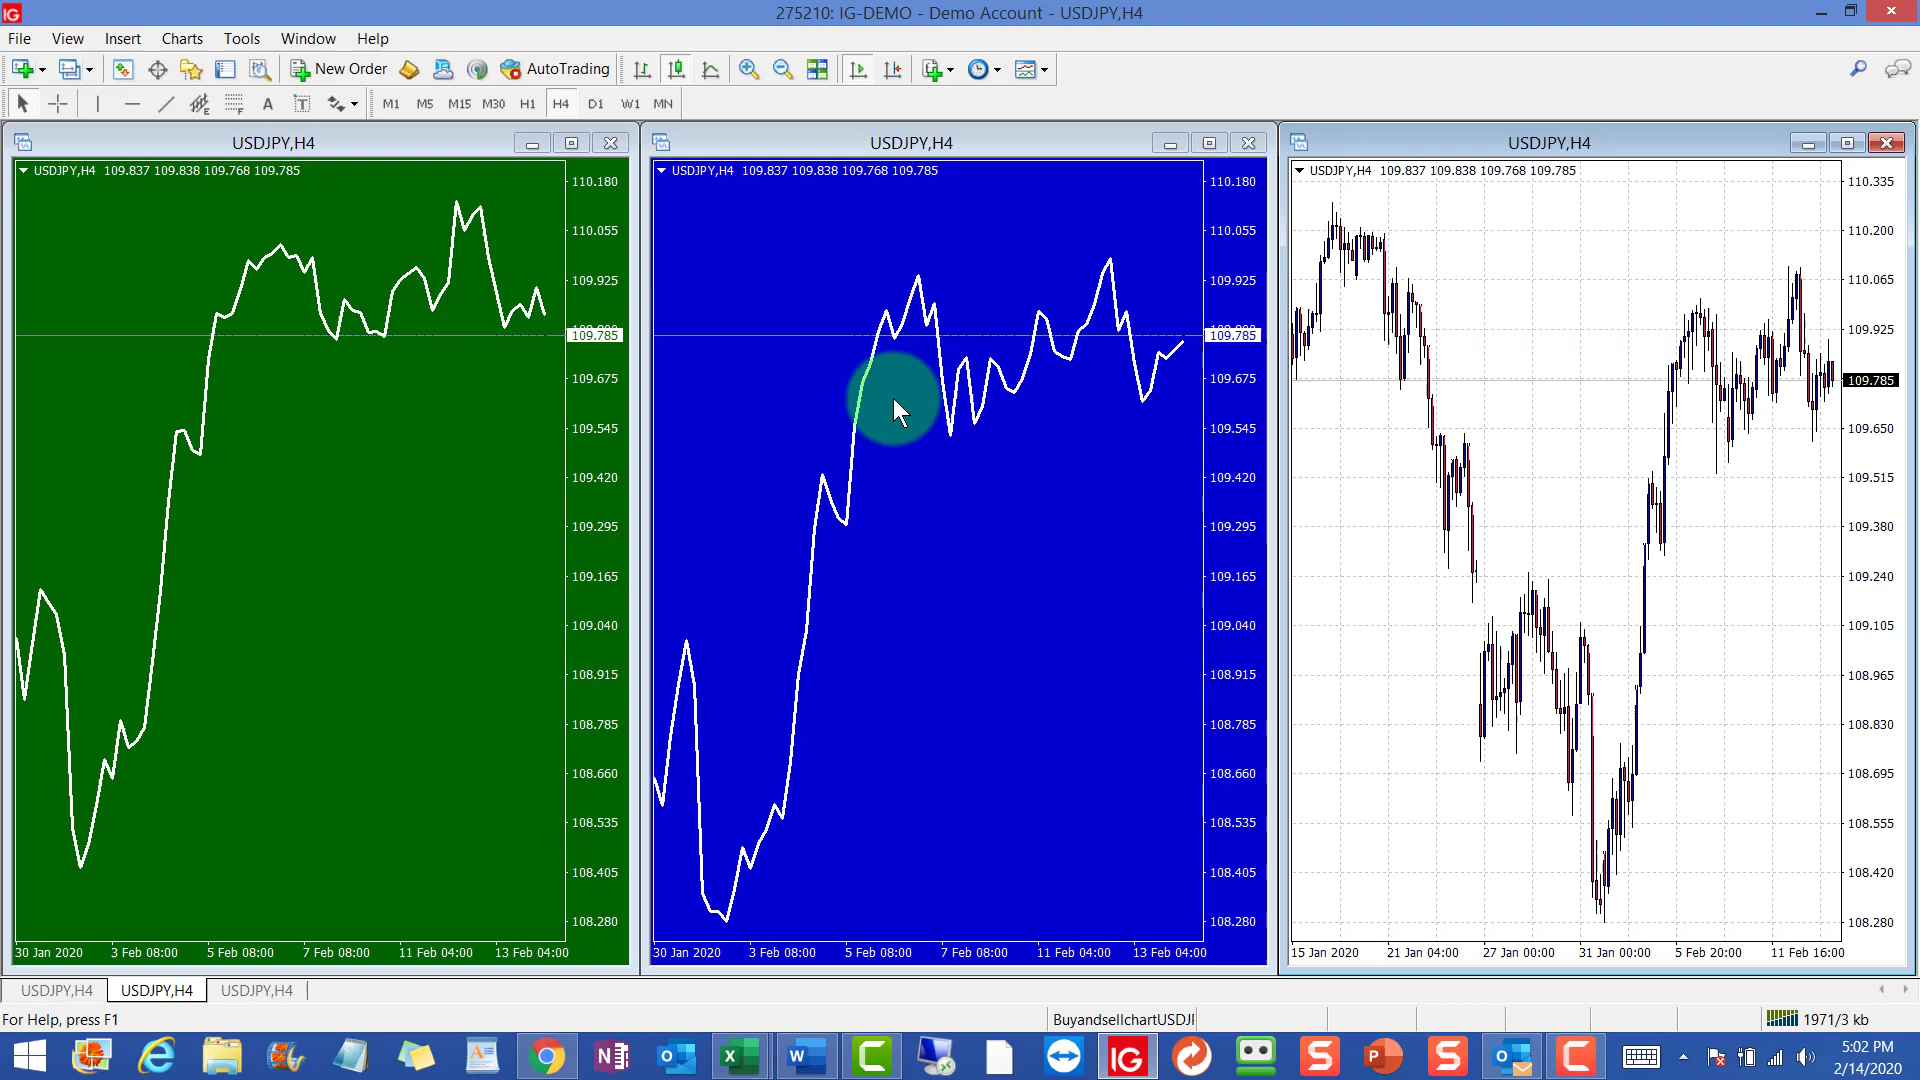 IG
275210: IG-DEMO - Demo Account - USDJPY,H4
File View Insert Charts Tools Window Help
New Order AutoTrading
A T M1 M5 M15 M30 H1 H4 D1 W1 MN
USDJPY,H4
USDJPY,H4 109.837 109.838 109.768 109.785
110.180
110.055
109.925
109.785
109.675
109.545
109.420
109.295
109.165
109.040
108.915
108.785
108.660
108.535
108.405
108.280
30 Jan 2020 3 Feb 08:00 5 Feb 08:00 7 Feb 08:00 11 Feb 04:00 13 Feb 04:00
USDJPY,H4
USDJPY,H4 109.837 109.838 109.768 109.785
110.180
110.055
109.925
109.785
109.675
109.545
109.420
109.295
109.165
109.040
108.915
108.785
108.660
108.535
108.405
108.280
30 Jan 2020 3 Feb 08:00 5 Feb 08:00 7 Feb 08:00 11 Feb 04:00 13 Feb 04:00
USDJPY,H4
USDJPY,H4 109.837 109.838 109.768 109.785
110.335
110.200
110.065
109.925
109.785
109.650
109.515
109.380
109.240
109.105
108.965
108.830
108.695
108.555
108.420
108.280
15 Jan 2020 21 Jan 04:00 27 Jan 00:00 31 Jan 00:00 5 Feb 20:00 11 Feb 16:00
USDJPY,H4 USDJPY,H4 USDJPY,H4
For Help, press F1
BuyandsellchartUSDJI
1971/3 kb
5:02 PM
2/14/2020